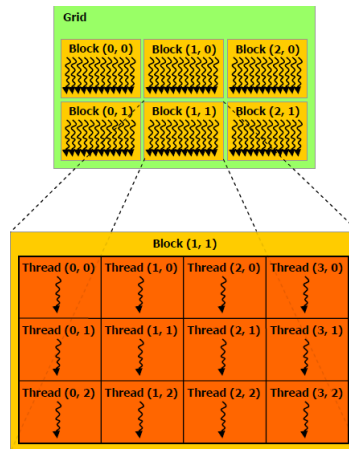 Grid
Block (0, 0) Block (1, 0) Block (2, 0)
Block (0, 1) Block (1, 1) Block (2, 1)
Block (1, 1)
Thread (0, 0) Thread (1, 0) Thread (2, 0) Thread (3, 0)
Thread (0, 1) Thread (1, 1) Thread (2, 1) Thread (3, 1)
Thread (0, 2) Thread (1, 2) Thread (2, 2) Thread (3, 2)